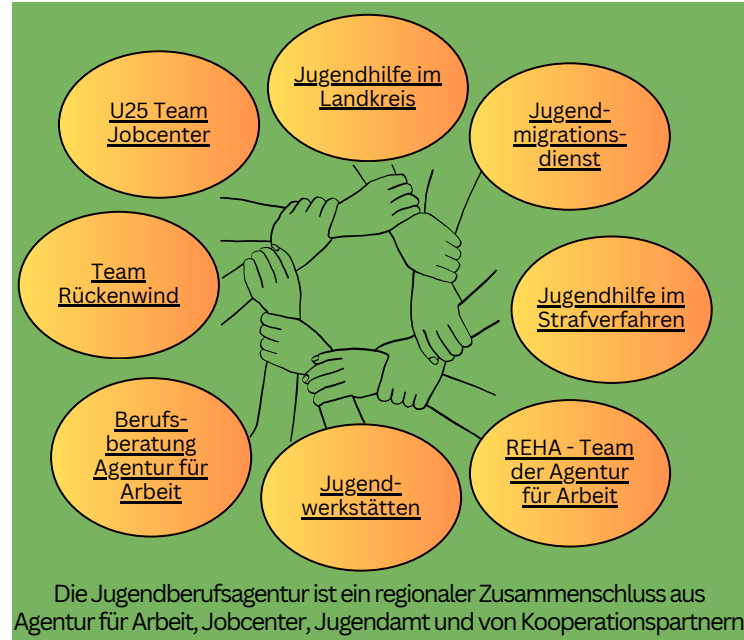 Jugendhilfe im
Landkreis
U25 Team
Jobcenter
Jugend-
migrations-
dienst
Team
Rückenwind
Jugendhilfe im
Strafverfahren
Berufs-
beratung
Agentur für
Arbeit
REHA - Team
der Agentur
für Arbeit
Jugend-
werkstätten
Die Jugendberufsagentur ist ein regionaler Zusammenschluss aus
Agentur für Arbeit, Jobcenter, Jugendamt und von Kooperationspartnern